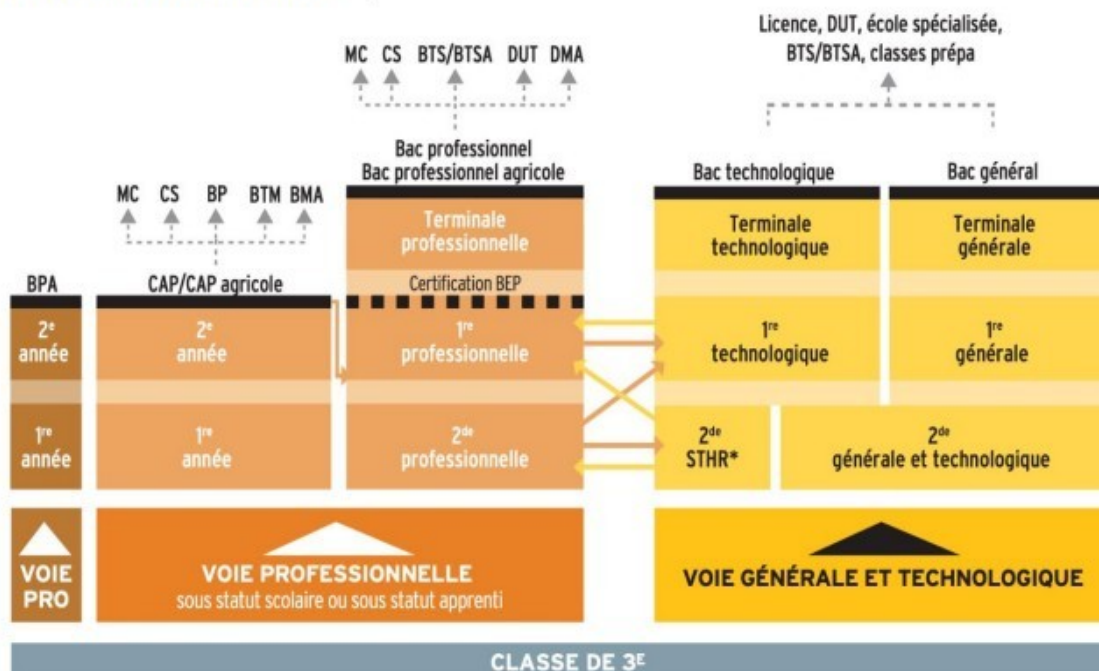 Licence, DUT, école spécialisée,
BTS/BTSA, classes prépa
MC CS BTS/BTSA DUT DMA
Bac professionnel
Bac professionnel agricole
Bac technologique
Bac général
MC CS BP BTM BMA
Terminale
professionnelle
Terminale
technologique
Terminale
générale
BPA
CAP/CAP agricole
Certification BEP
2e
année
2e
année
1re
professionnelle
1re
technologique
1re
générale
1re
année
1re
année
2de
professionnelle
2de
STHR*
2de
générale et technologique
VOIE
PRO
VOIE PROFESSIONNELLE
sous statut scolaire ou sous statut apprenti
VOIE GÉNÉRALE ET TECHNOLOGIQUE
CLASSE DE 3E